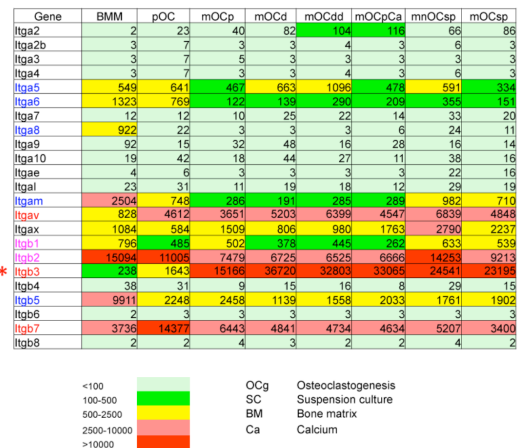 Gene BMM pOC mOCp mOCd mOCdd mOCpCa mnOCsp mOCsp
Itga2 2 23 40 82 104 116 66 86
Itga2b 3 7 3 3 4 3 6 3
Itga3 3 7 5 3 3 3 3 3
Itga4 3 7 3 3 4 3 6 3
Itga5 549 641 467 663 1096 478 591 334
Itga6 1323 769 122 139 290 209 355 151
Itga7 12 12 10 25 22 14 33 20
Itga8 922 22 3 3 3 6 24 11
Itga9 92 15 32 48 16 28 16 14
Itga10 19 42 18 44 27 11 38 16
Itgae 4 6 3 3 3 3 22 16
Itgal 23 31 11 19 18 12 29 19
Itgam 2504 748 286 191 285 289 982 710
Itgav 828 4612 3651 5203 6399 4547 6839 4848
Itgax 1084 584 1509 806 980 1763 2790 2237
Itgb1 796 485 502 378 445 262 633 539
Itgb2 15094 11005 7479 6725 6525 6666 14253 9213
* Itgb3 238 1643 15166 36720 32803 33065 24541 23195
Itgb4 38 31 9 15 16 8 29 15
Itgb5 9911 2248 2458 1139 1558 2033 1761 1902
Itgb6 2 3 3 3 3 3 3 3
Itgb7 3736 14377 6443 4841 4734 4634 5207 3400
Itgb8 2 2 4 3 2 2 4 2
<100 OCg Osteoclastogenesis
100-500 SC Suspension culture
500-2500 BM Bone matrix
2500-10000 Ca Calcium
>10000